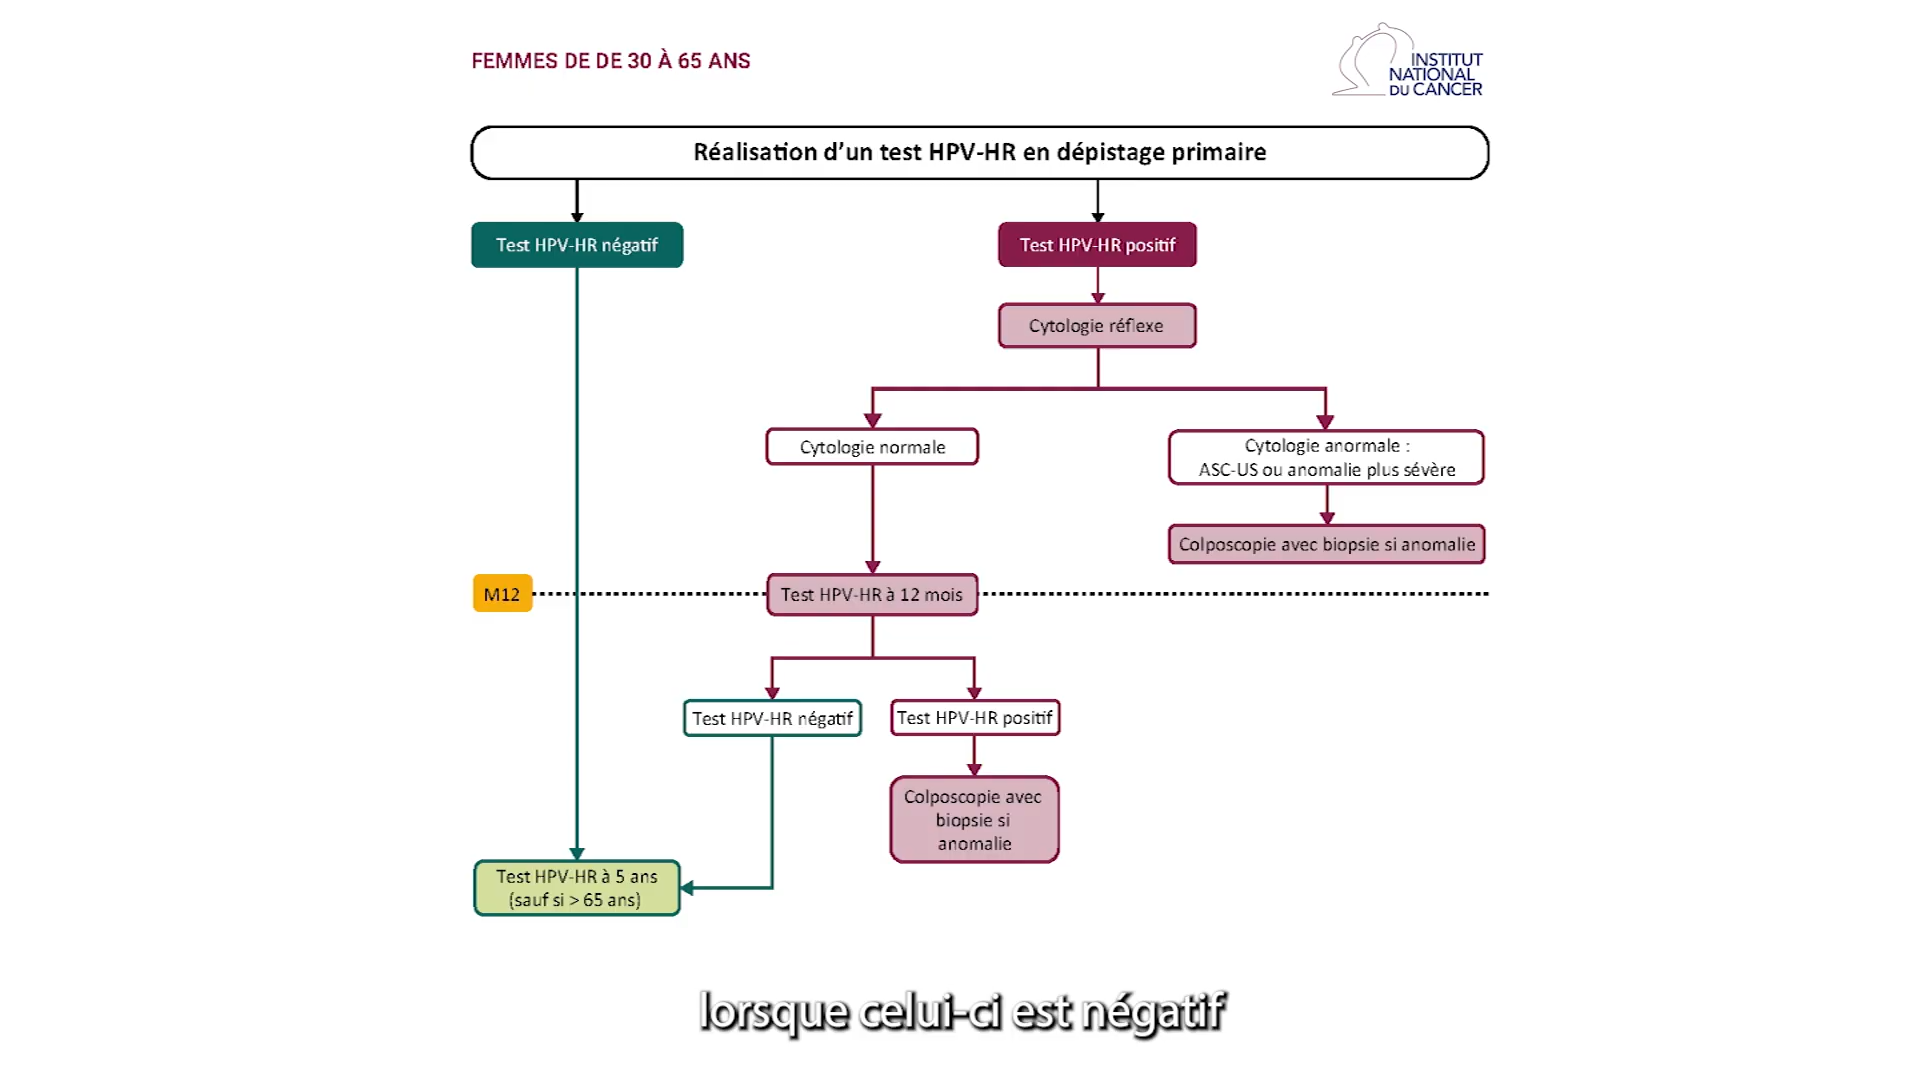 FEMMES DE DE 30 À 65 ANS
INSTITUT
NATIONAL
DU CANCER
Réalisation d’un test HPV-HR en dépistage primaire
Test HPV-HR négatif
Test HPV-HR positif
Cytologie réflexe
Cytologie normale
Cytologie anormale :
ASC-US ou anomalie plus sévère
Colposcopie avec biopsie si anomalie
M12
Test HPV-HR à 12 mois
Test HPV-HR négatif
Test HPV-HR positif
Colposcopie avec
biopsie si
anomalie
Test HPV-HR à 5 ans
(sauf si > 65 ans)
lorsque celui-ci est négatif